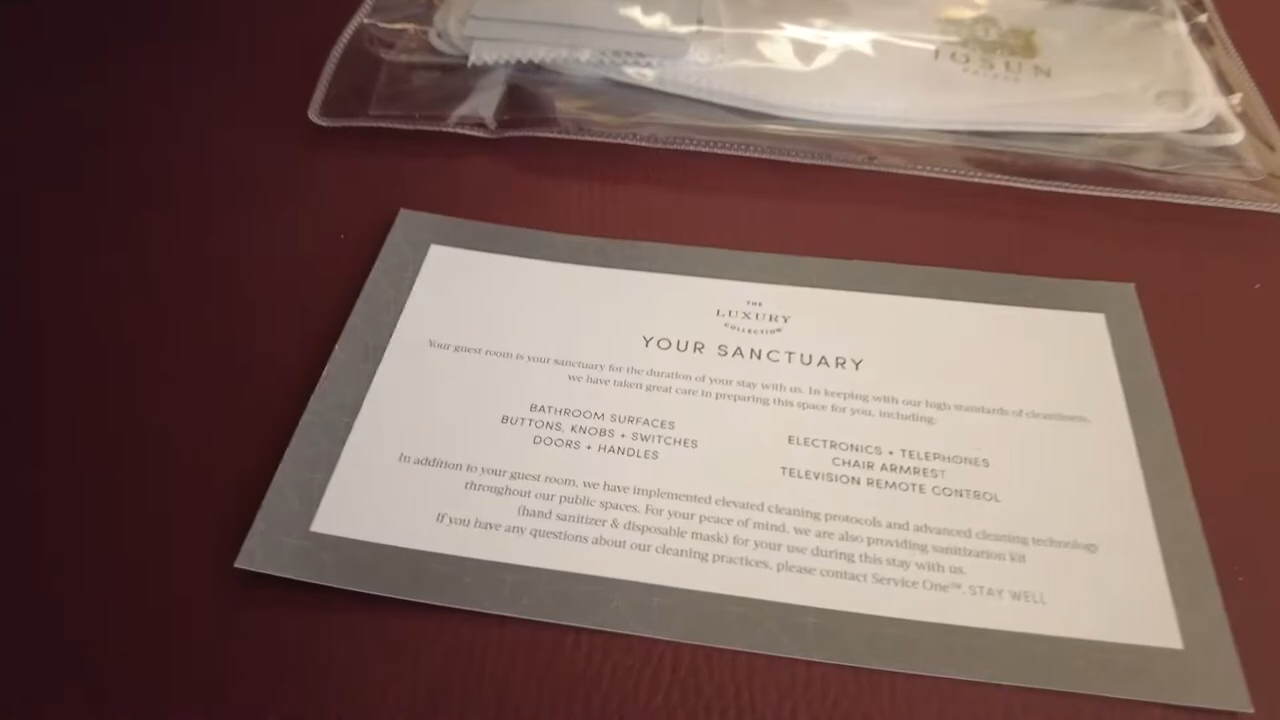 JOSUN
PALACE
THE
LUXURY
COLLECTION
YOUR SANCTUARY
Your guest room is your sanctuary for the duration of your stay with us. In keeping with our high standards of cleanliness,
we have taken great care in preparing this space for you, including:
BATHROOM SURFACES
BUTTONS, KNOBS + SWITCHES
DOORS + HANDLES
ELECTRONICS + TELEPHONES
CHAIR ARMREST
TELEVISION REMOTE CONTROL
In addition to your guest room, we have implemented elevated cleaning protocols and advanced cleaning technology
throughout our public spaces. For your peace of mind, we are also providing sanitization kit
(hand sanitizer & disposable mask) for your use during this stay with us.
If you have any questions about our cleaning practices, please contact Service One™. STAY WELL